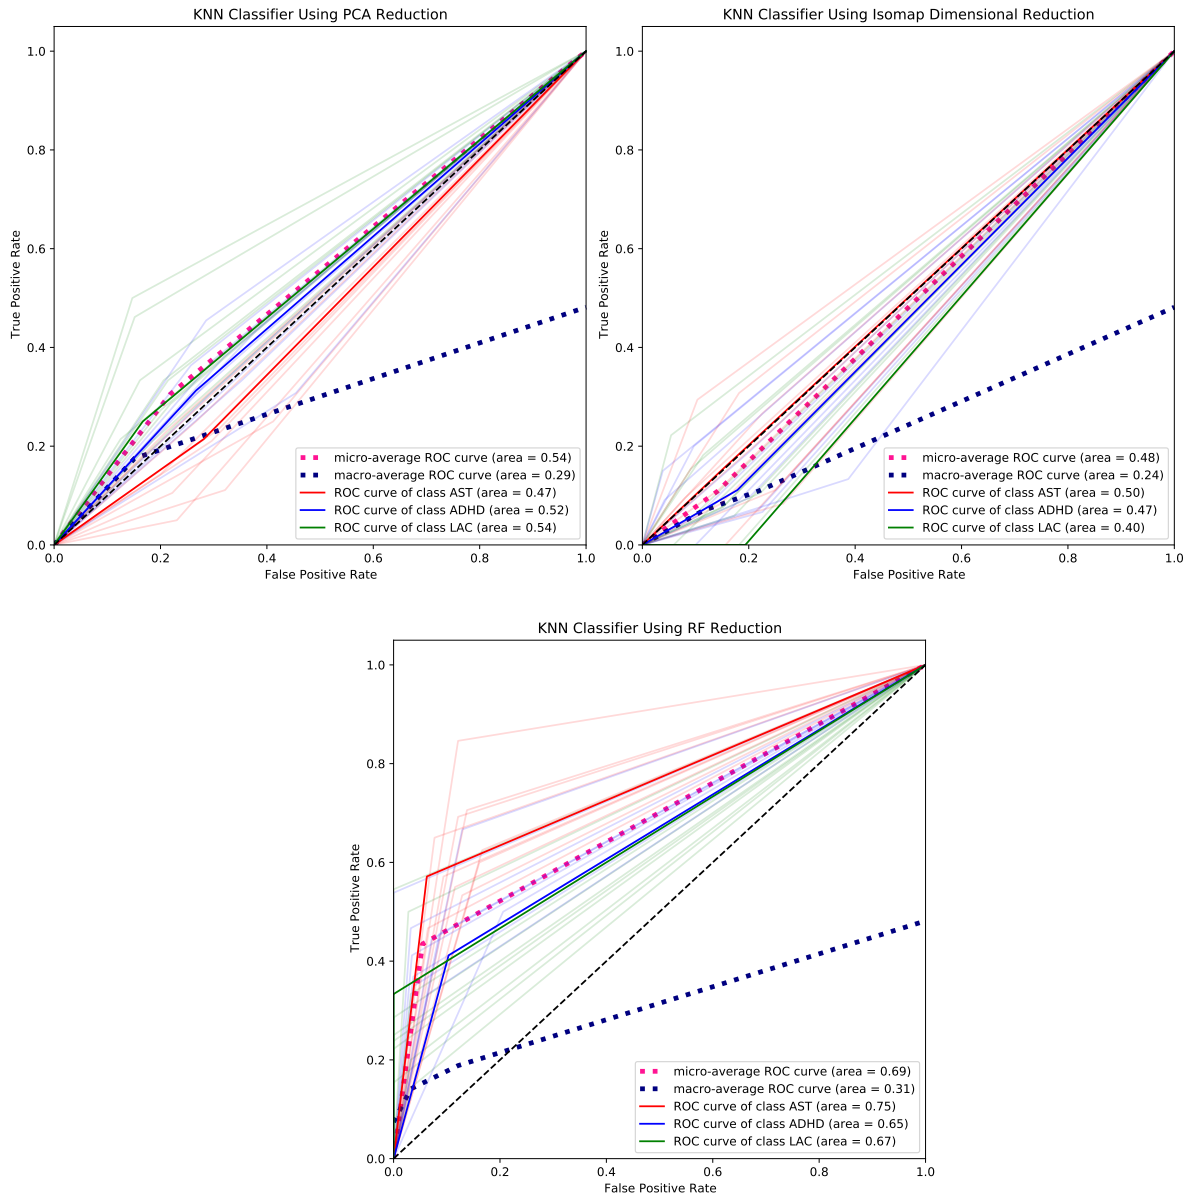 KNN Classifier Using PCA Reduction
True Positive Rate
1.0
0.8
0.6
0.4
0.2
0.0
micro-average ROC curve (area = 0.54)
macro-average ROC curve (area = 0.29)
ROC curve of class AST (area = 0.47)
ROC curve of class ADHD (area = 0.52)
ROC curve of class LAC (area = 0.54)
0.0 0.2 0.4 0.6 0.8 1.0
False Positive Rate
KNN Classifier Using Isomap Dimensional Reduction
True Positive Rate
1.0
0.8
0.6
0.4
0.2
0.0
micro-average ROC curve (area = 0.48)
macro-average ROC curve (area = 0.24)
ROC curve of class AST (area = 0.50)
ROC curve of class ADHD (area = 0.47)
ROC curve of class LAC (area = 0.40)
0.0 0.2 0.4 0.6 0.8 1.0
False Positive Rate
KNN Classifier Using RF Reduction
True Positive Rate
1.0
0.8
0.6
0.4
0.2
0.0
micro-average ROC curve (area = 0.69)
macro-average ROC curve (area = 0.31)
ROC curve of class AST (area = 0.75)
ROC curve of class ADHD (area = 0.65)
ROC curve of class LAC (area = 0.67)
0.0 0.2 0.4 0.6 0.8 1.0
False Positive Rate